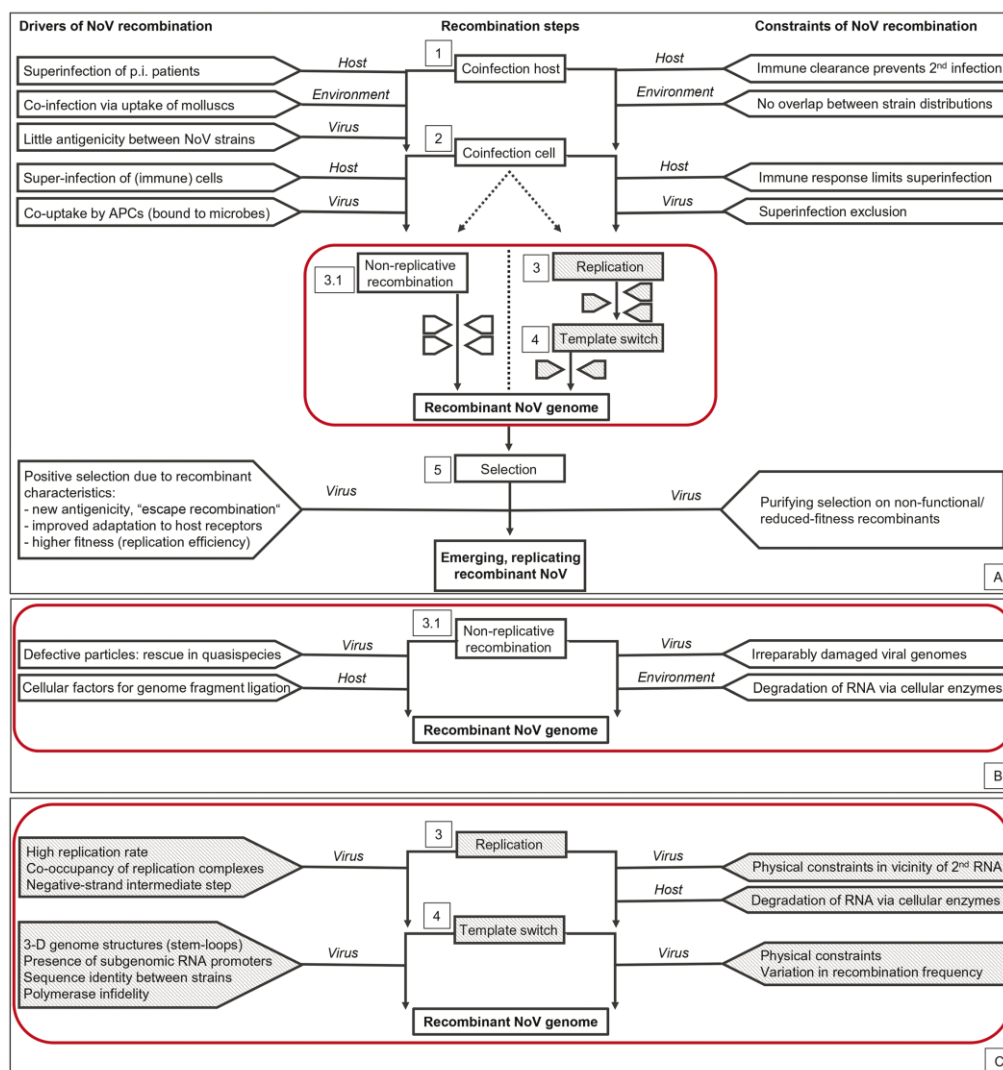 Drivers of NoV recombination
Recombination steps
Constraints of NoV recombination
1
Coinfection host
Superinfection of p.i. patients
Host
Host
Immune clearance prevents 2nd infection
Co-infection via uptake of molluscs
Environment
Environment
No overlap between strain distributions
Little antigenicity between NoV strains
Virus
2
Coinfection cell
Super-infection of (immune) cells
Host
Host
Immune response limits superinfection
Co-uptake by APCs (bound to microbes)
Virus
Virus
Superinfection exclusion
3.1
Non-replicative
recombination
3
Replication
4
Template switch
Recombinant NoV genome
5
Selection
Positive selection due to recombinant
characteristics:
- new antigenicity, "escape recombination“
- improved adaptation to host receptors
- higher fitness (replication efficiency)
Virus
Virus
Purifying selection on non-functional/
reduced-fitness recombinants
Emerging, replicating
recombinant NoV
A
3.1
Non-replicative
recombination
Defective particles: rescue in quasispecies
Virus
Virus
Irreparably damaged viral genomes
Cellular factors for genome fragment ligation
Host
Environment
Degradation of RNA via cellular enzymes
Recombinant NoV genome
B
3
Replication
High replication rate
Co-occupancy of replication complexes
Negative-strand intermediate step
Virus
Virus
Physical constraints in vicinity of 2nd RNA
Host
Degradation of RNA via cellular enzymes
4
Template switch
3-D genome structures (stem-loops)
Presence of subgenomic RNA promoters
Sequence identity between strains
Polymerase infidelity
Virus
Virus
Physical constraints
Variation in recombination frequency
Recombinant NoV genome
C